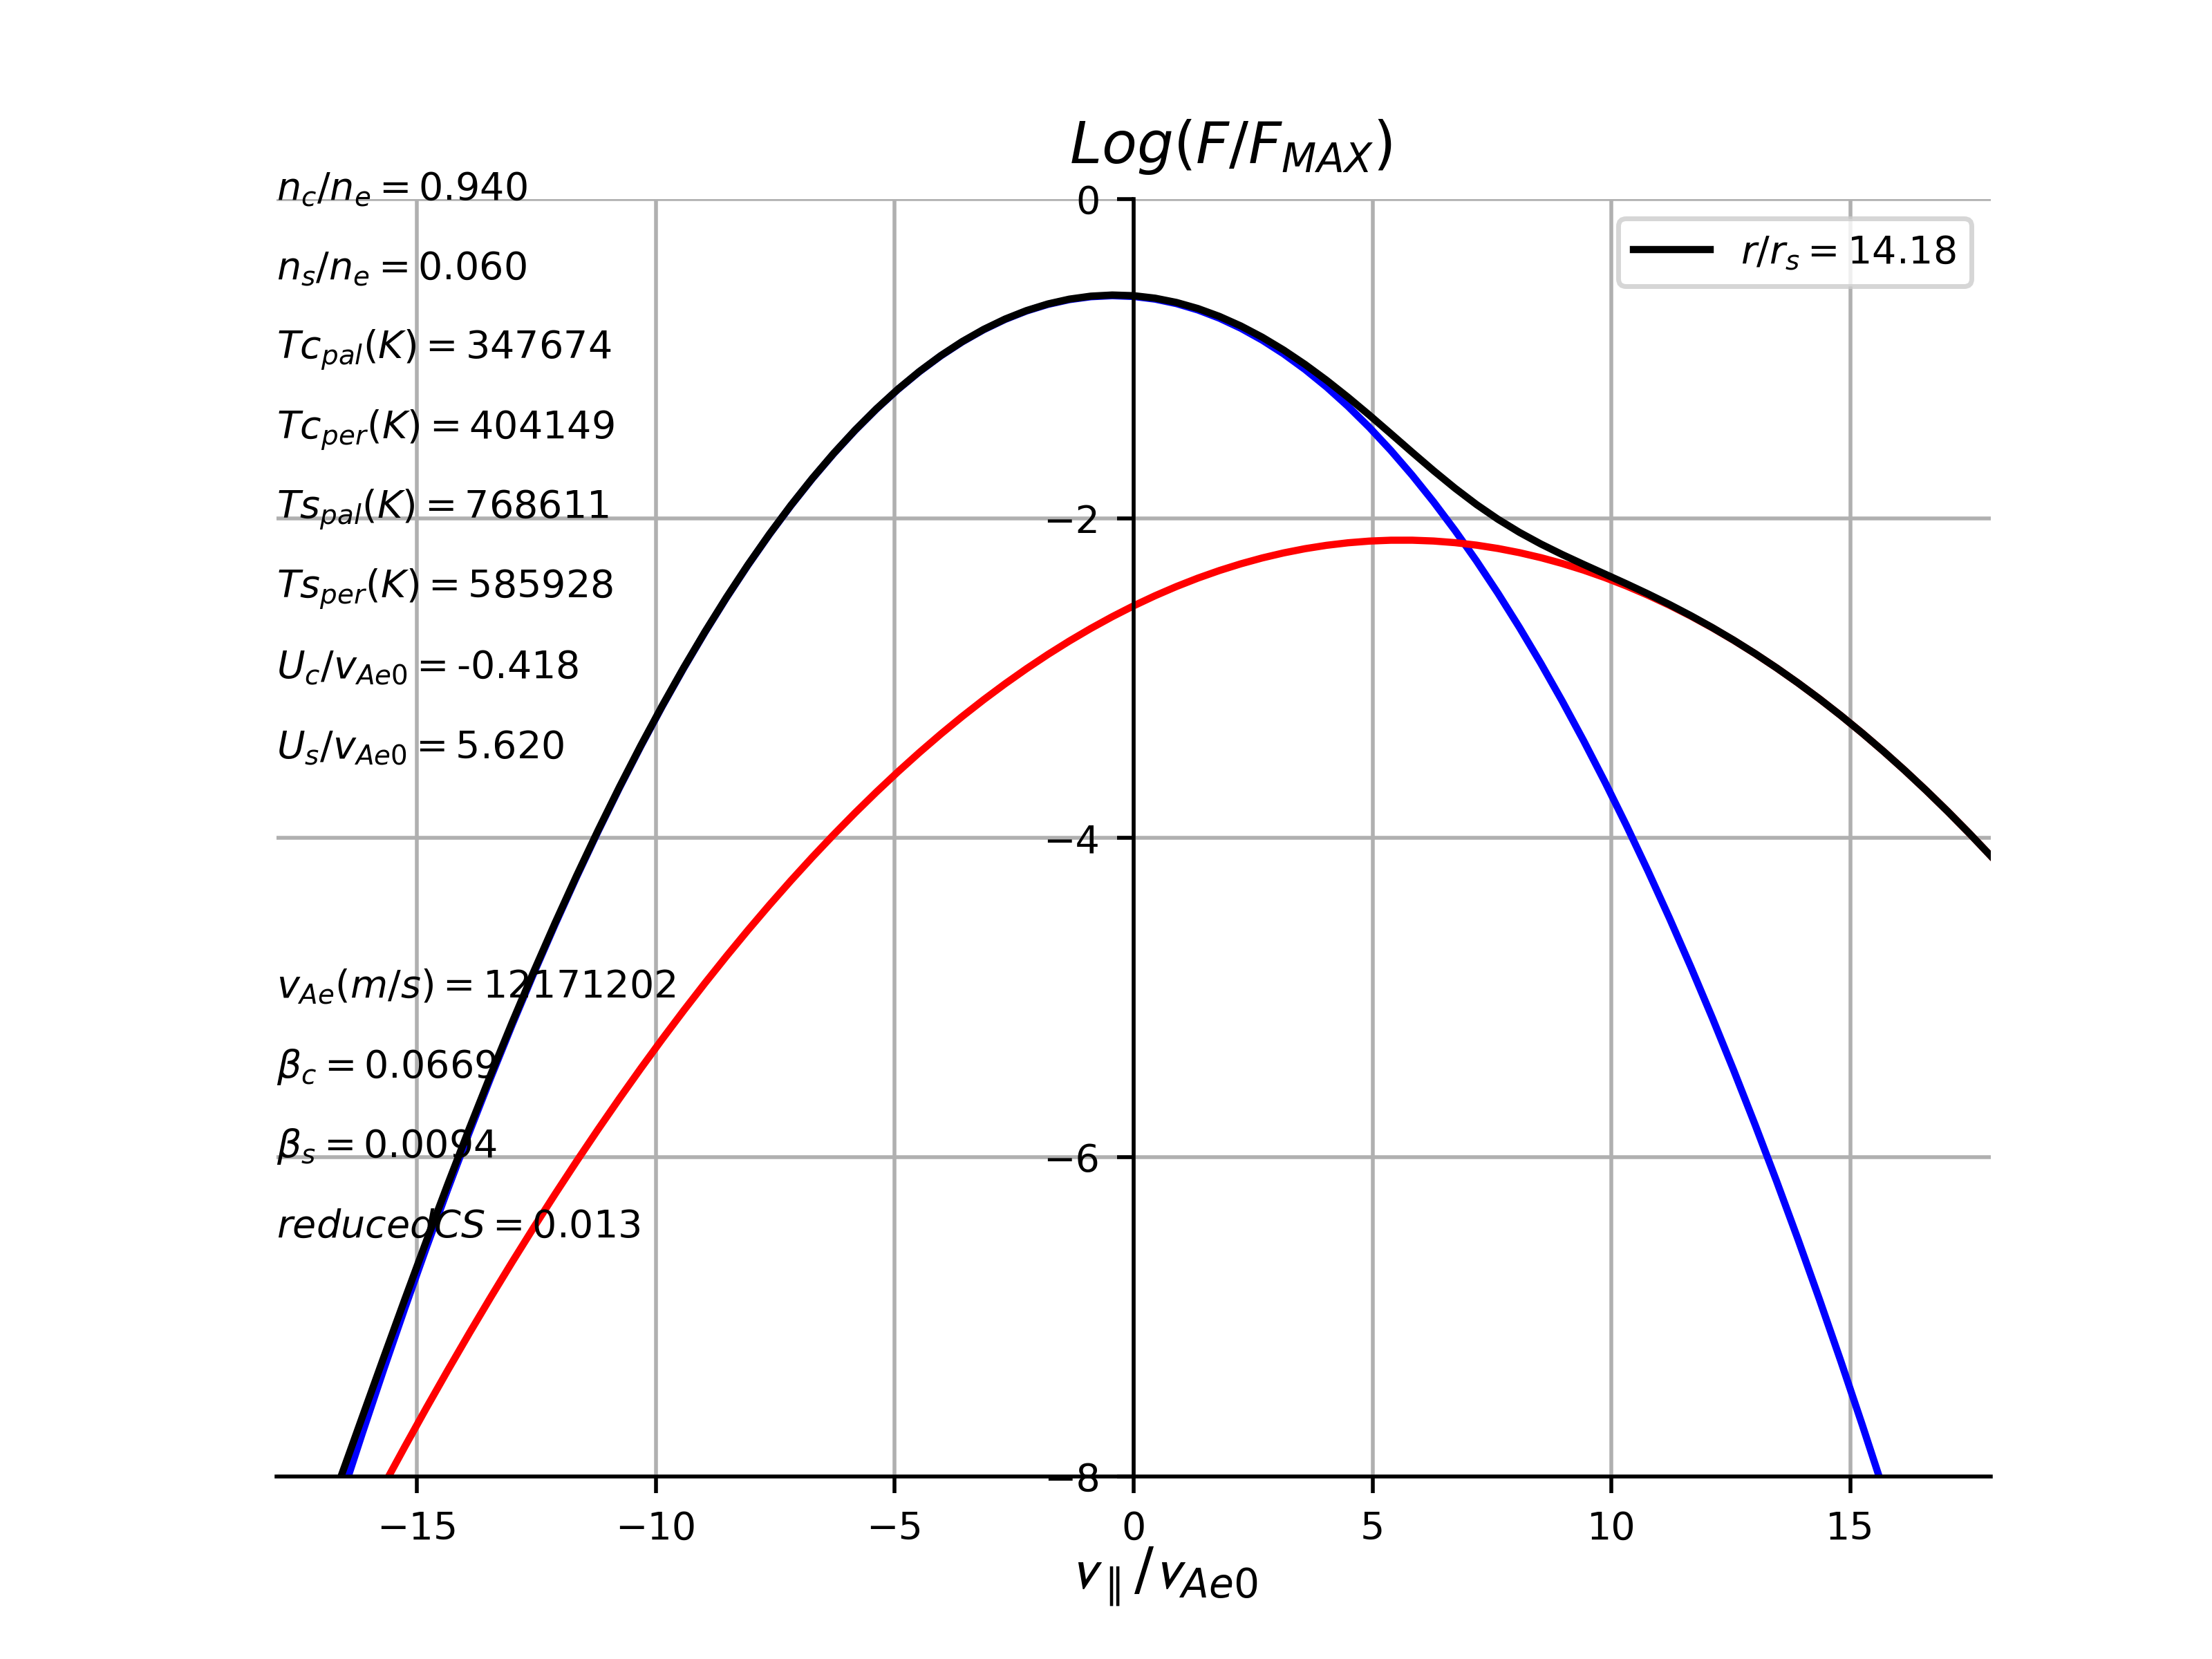 Log(F/F_MAX)
n_c/n_e = 0.940
n_s/n_e = 0.060
Tc_pal(K) = 347674
Tc_per(K) = 404149
Ts_pal(K) = 768611
Ts_per(K) = 585928
U_c/v_Ae0 = -0.418
U_s/v_Ae0 = 5.620
v_Ae(m/s) = 12171202
β_c = 0.0669
β_s = 0.0094
reducedCS = 0.013
r/r_s = 14.18
0
−2
−4
−6
−8
−15 −10 −5 0 5 10 15
v_∥/v_Ae0